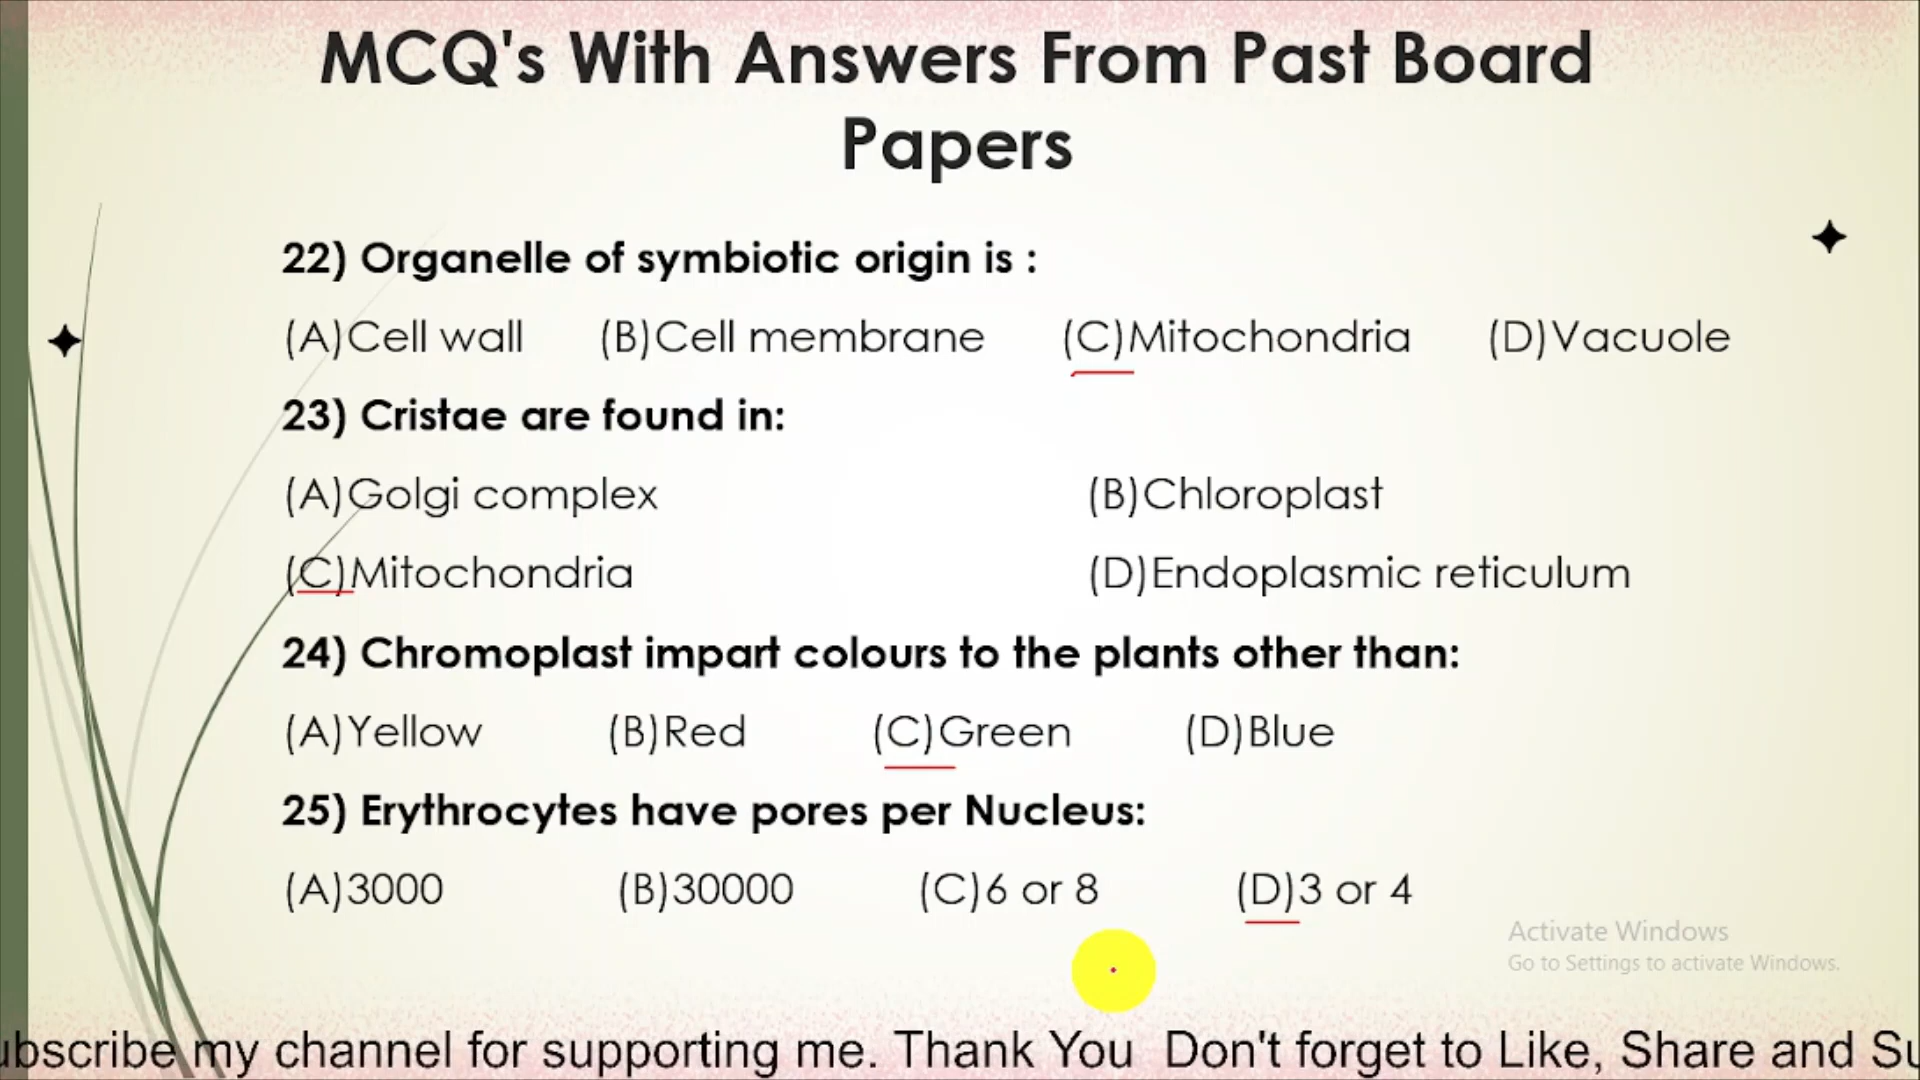 MCQ's With Answers From Past Board
Papers
22) Organelle of symbiotic origin is :
(A)Cell wall (B)Cell membrane (C)Mitochondria (D)Vacuole
23) Cristae are found in:
(A)Golgi complex (B)Chloroplast
(C)Mitochondria (D)Endoplasmic reticulum
24) Chromoplast impart colours to the plants other than:
(A)Yellow (B)Red (C)Green (D)Blue
25) Erythrocytes have pores per Nucleus:
(A)3000 (B)30000 (C)6 or 8 (D)3 or 4
Activate Windows
Go to Settings to activate Windows.
ubscribe my channel for supporting me. Thank You Don't forget to Like, Share and Su